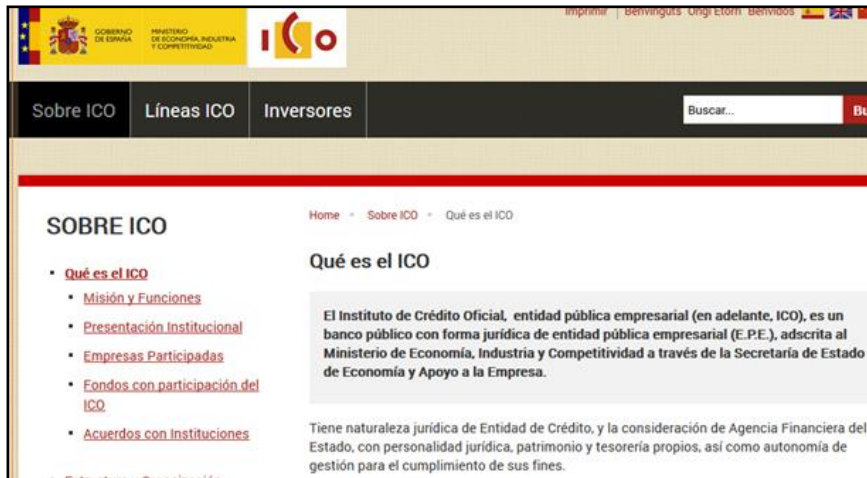 Imprimir | Benvinguts Ongi Etorri Benvidos
GOBIERNO
DE ESPAÑA
MINISTERIO
DE ECONOMÍA, INDUSTRIA
Y COMPETITIVIDAD
ICO
Sobre ICO Líneas ICO Inversores
Buscar... Bu
SOBRE ICO
Home Sobre ICO Qué es el ICO
Qué es el ICO
Misión y Funciones
Presentación Institucional
Empresas Participadas
Fondos con participación del
ICO
Acuerdos con Instituciones
Qué es el ICO
El Instituto de Crédito Oficial, entidad pública empresarial (en adelante, ICO), es un
banco público con forma jurídica de entidad pública empresarial (E.P.E.), adscrita al
Ministerio de Economía, Industria y Competitividad a través de la Secretaría de Estado
de Economía y Apoyo a la Empresa.
Tiene naturaleza jurídica de Entidad de Crédito, y la consideración de Agencia Financiera del
Estado, con personalidad jurídica, patrimonio y tesorería propios, así como autonomía de
gestión para el cumplimiento de sus fines.